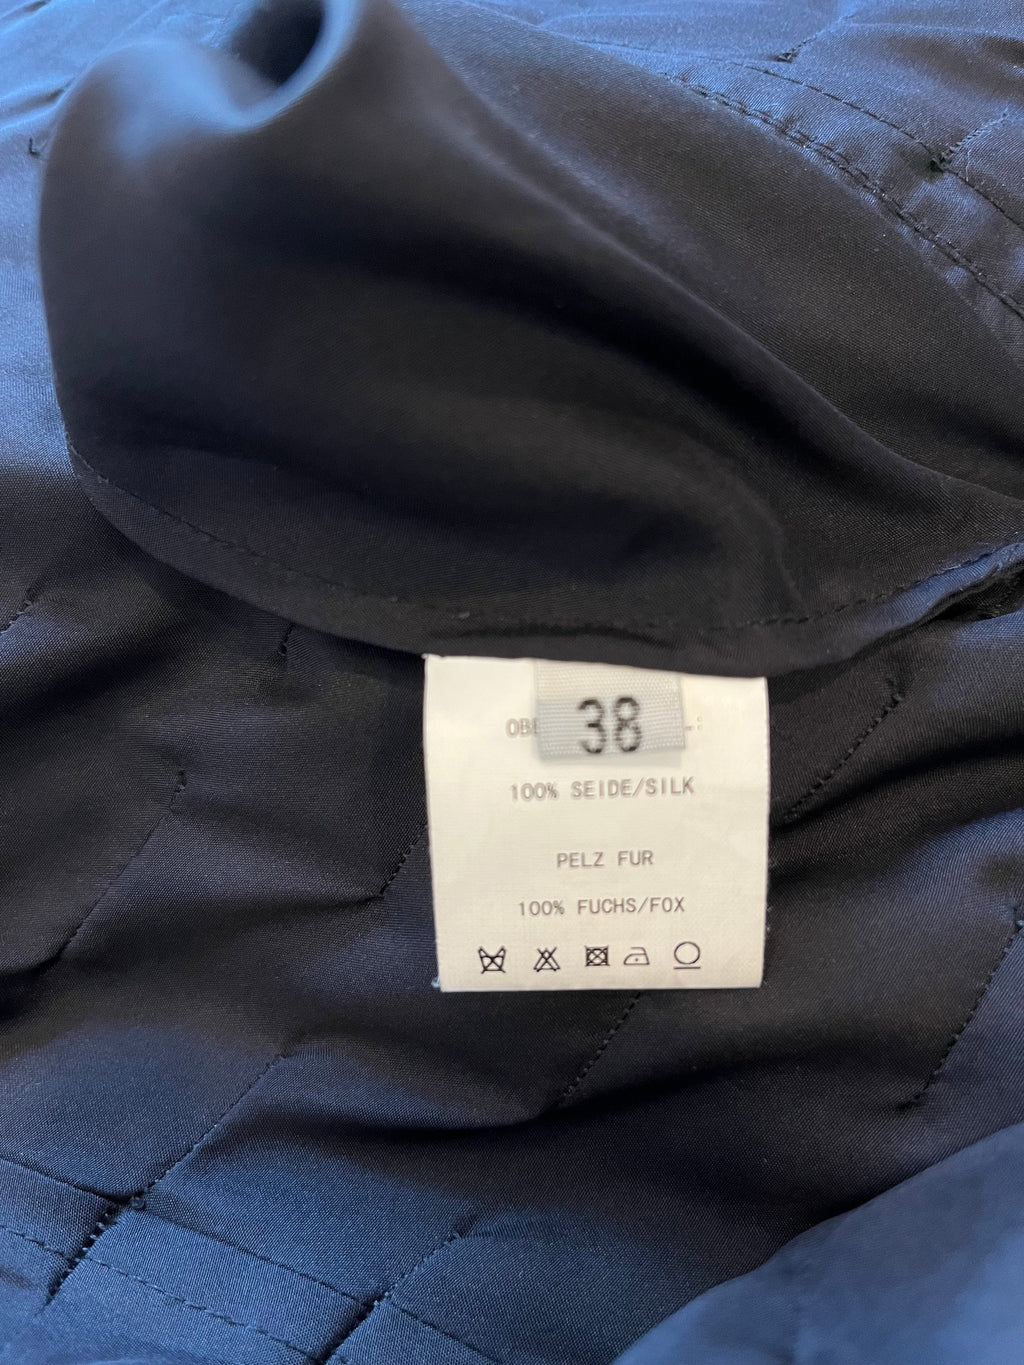 38
100% SEIDE/SILK
PELZ FUR
100% FUCHS/FOX